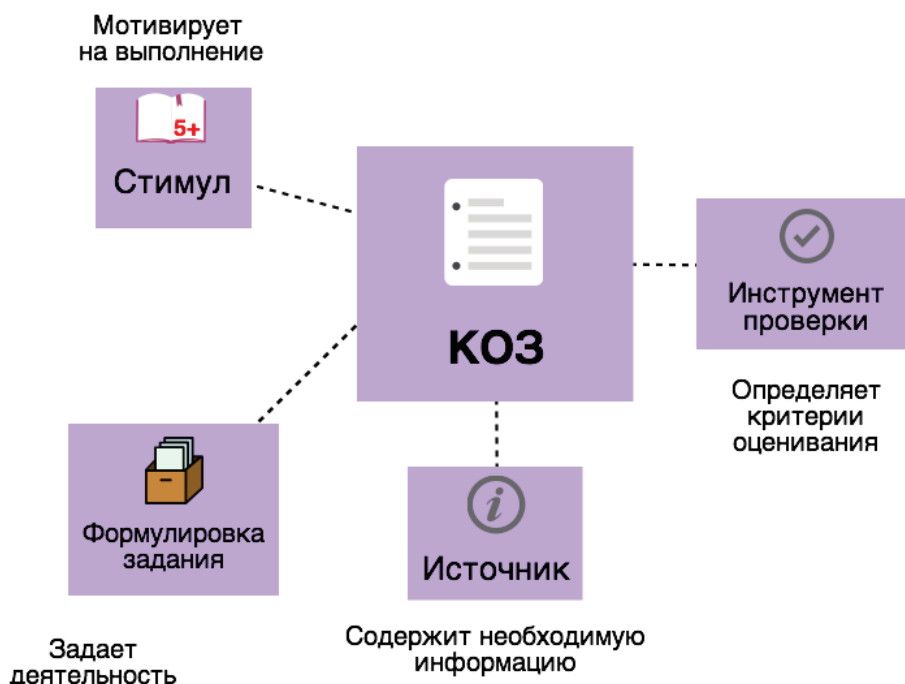 Мотивирует
на выполнение
5+
Стимул
КОЗ
Инструмент
проверки
Определяет
критерии
оценивания
Формулировка
задания
Задает
деятельность
i
Источник
Содержит необходимую
информацию